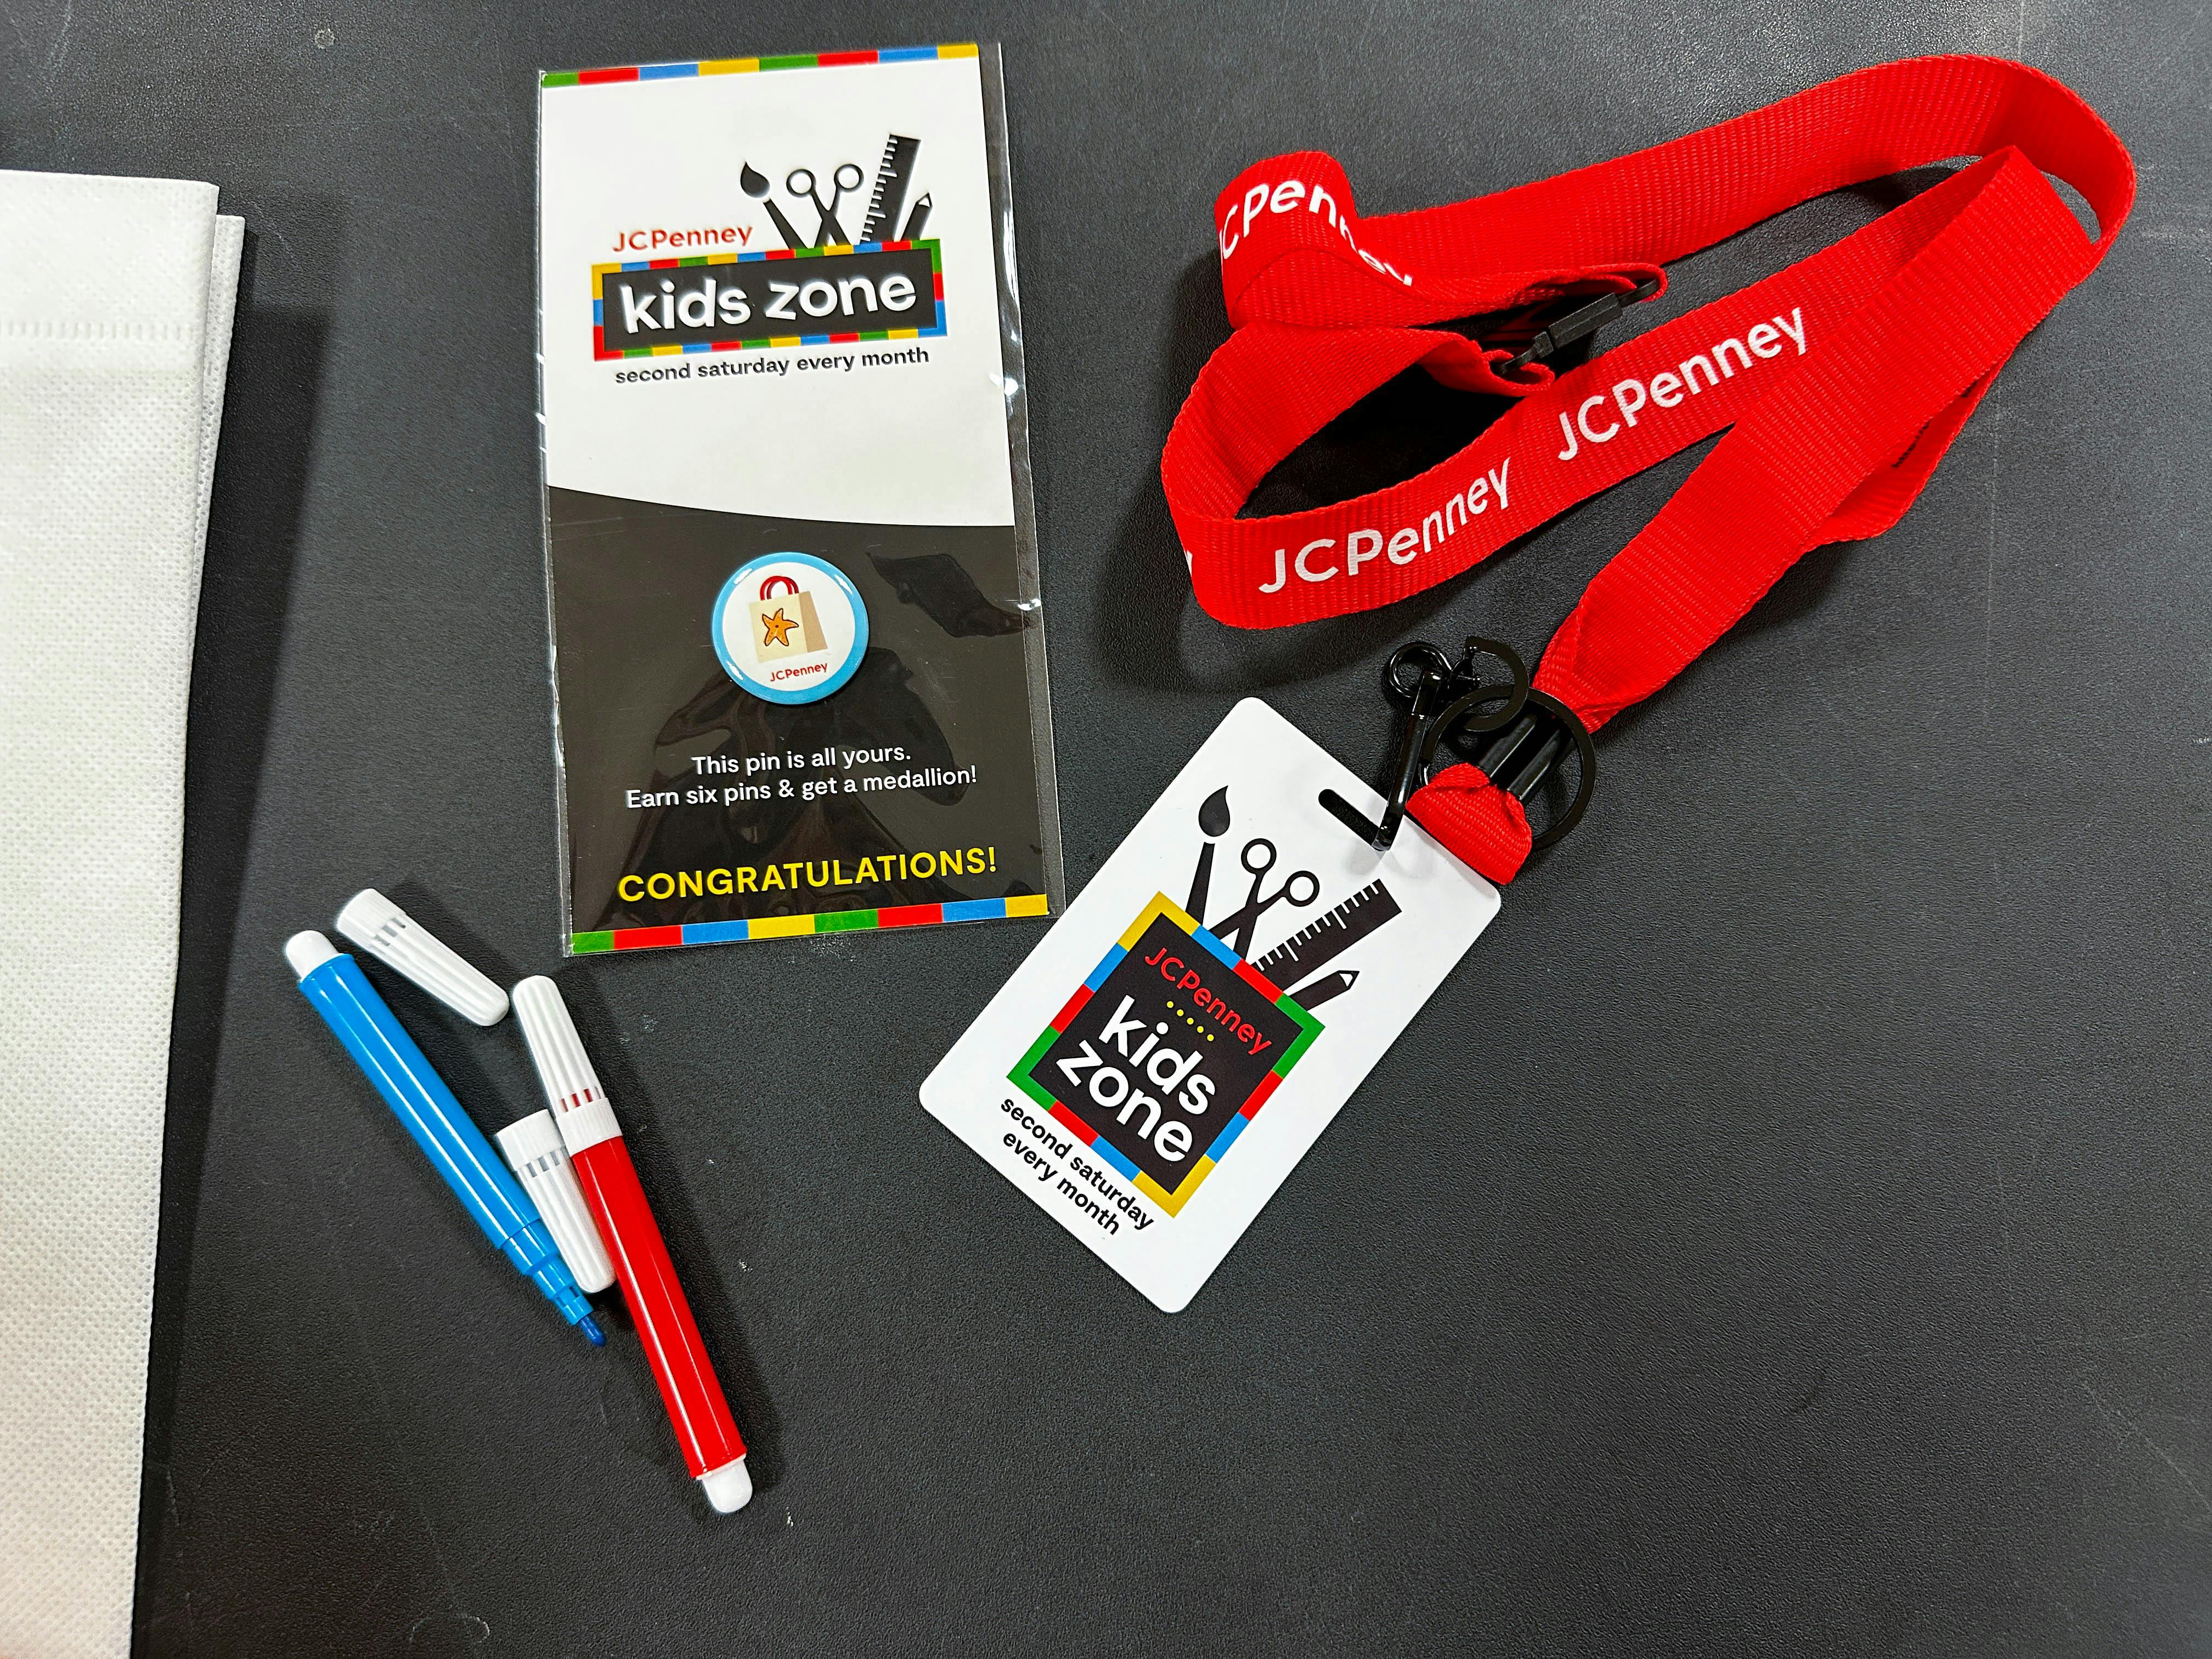 JCPenney
kids zone
second saturday every month
JCPenney
This pin is all yours.
Earn six pins & get a medallion!
CONGRATULATIONS!
JCPenney
JCPenney
JCPenney
JCPenney
kids
zone
second saturday
every month